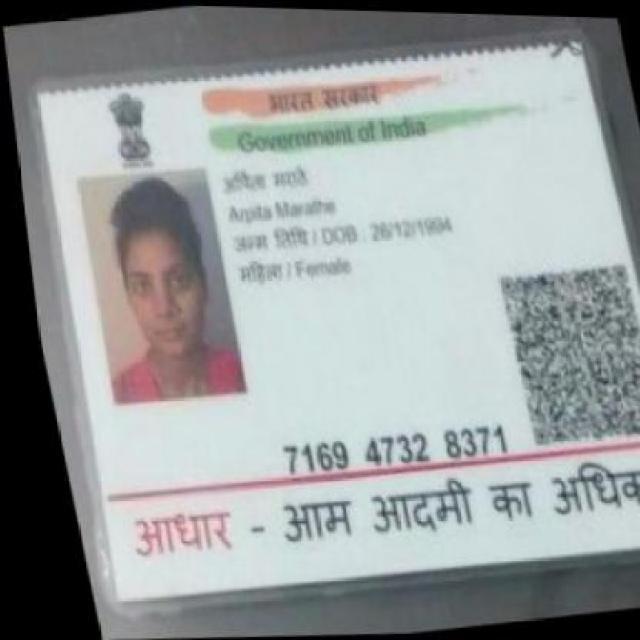 भारत सरकार
Government of India
अर्पिता मराठे
Arpita Marathe
जन्म तिथि / DOB : 26/12/1994
महिला / Female
7169 4732 8371
आधार - आम आदमी का अधिक